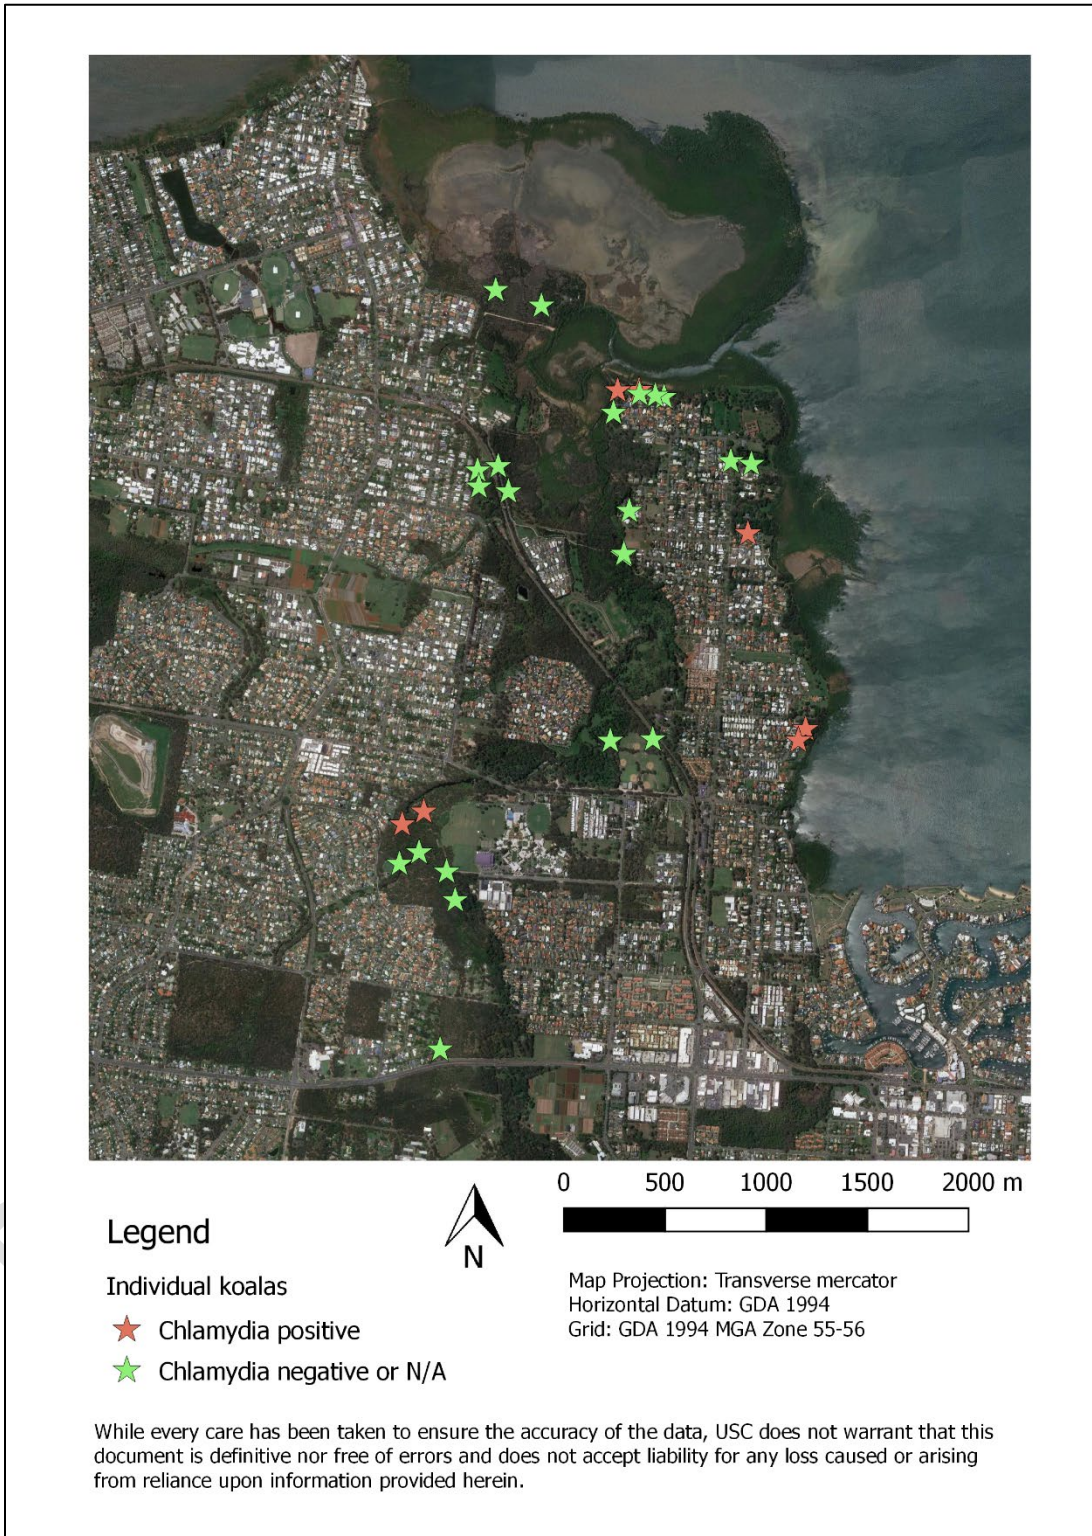 0 500 1000 1500 2000 m
Legend
N
Individual koalas
Chlamydia positive
Chlamydia negative or N/A
Map Projection: Transverse mercator
Horizontal Datum: GDA 1994
Grid: GDA 1994 MGA Zone 55-56
While every care has been taken to ensure the accuracy of the data, USC does not warrant that this
document is definitive nor free of errors and does not accept liability for any loss caused or arising
from reliance upon information provided herein.